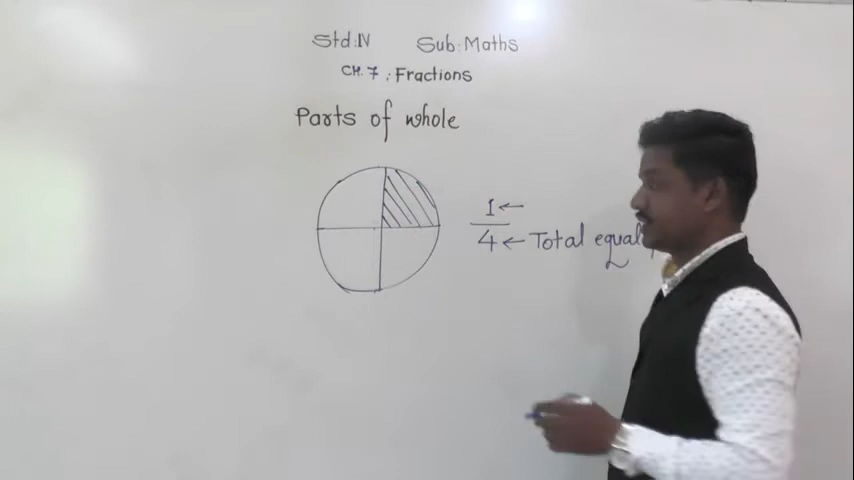 Std:IV Sub:Maths
CH.7: Fractions
Parts of whole
1 ←
4 ← Total equal